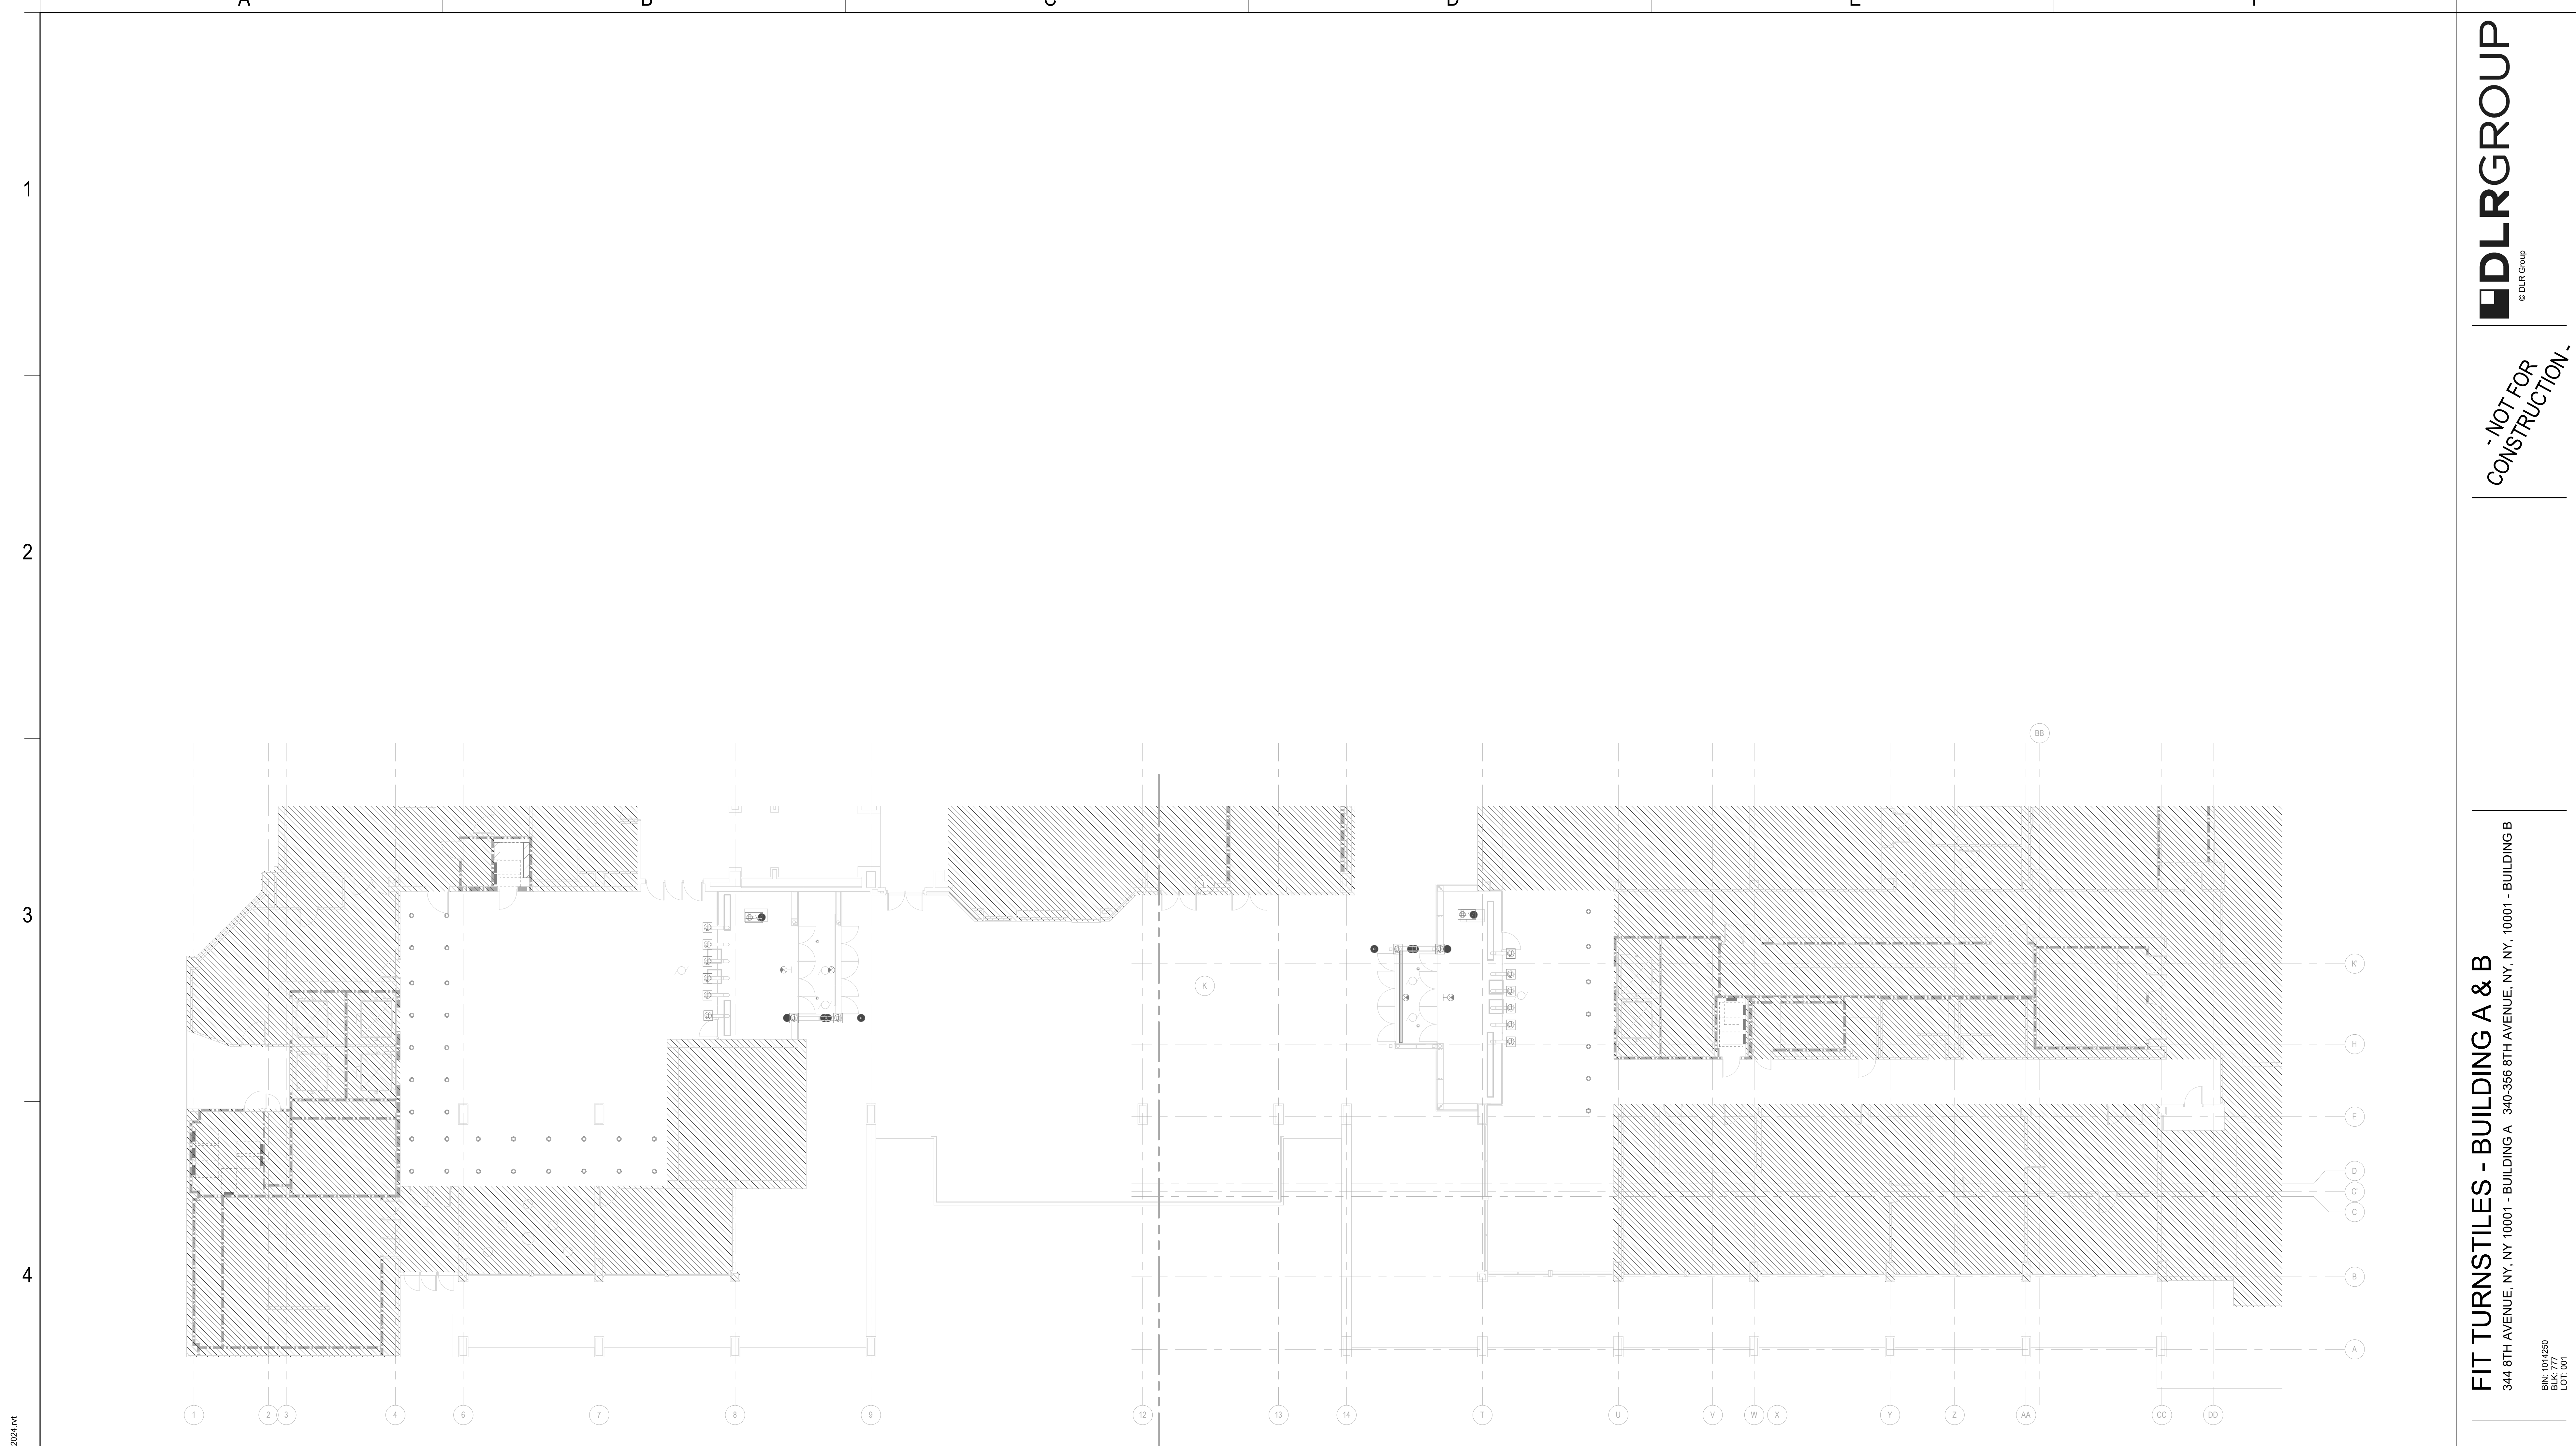 A B C D E
1
2
3
4
BB
L
K
K'
H
E
D
C'
C
B
A
1 2 3 4 6 7 8 9 12 13 14 T U V W X Y Z AA CC DD
2024.rvt
DLRGROUP
© DLR Group
- NOT FOR
CONSTRUCTION -
FIT TURNSTILES - BUILDING A & B
344 8TH AVENUE, NY, NY 10001 - BUILDING A 340-356 8TH AVENUE, NY, NY, 10001 - BUILDING B
BIN: 1014250
BLK: 777
LOT: 001